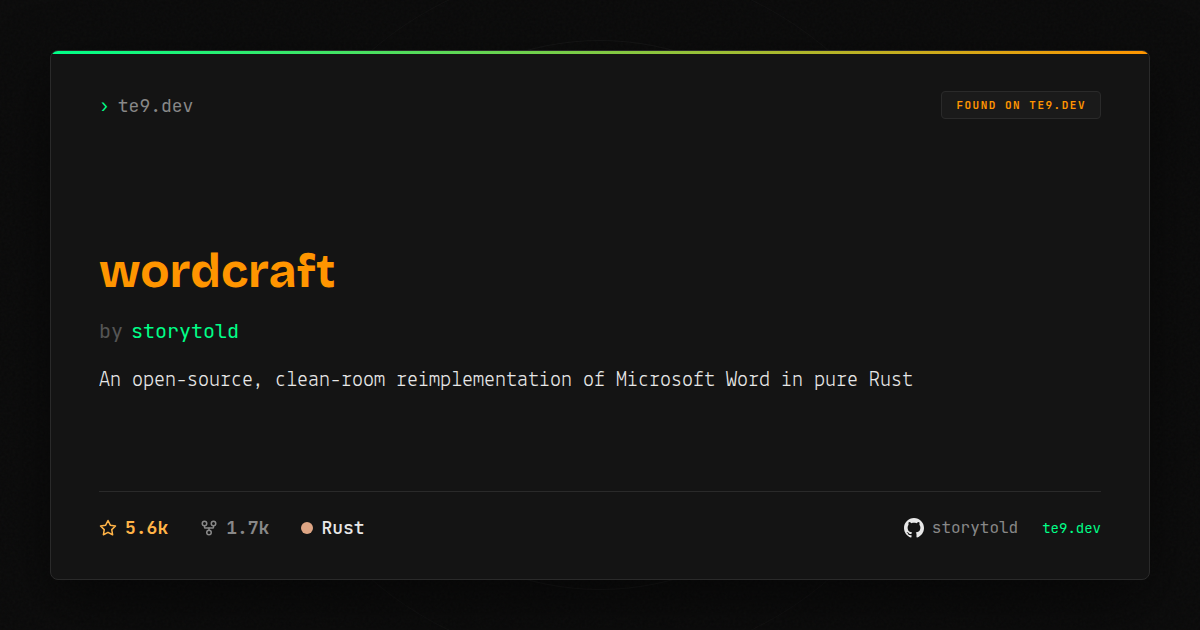 › te9.dev
FOUND ON TE9.DEV
wordcraft
by storytold
An open-source, clean-room reimplementation of Microsoft Word in pure Rust
5.6k 1.7k Rust
storytold te9.dev